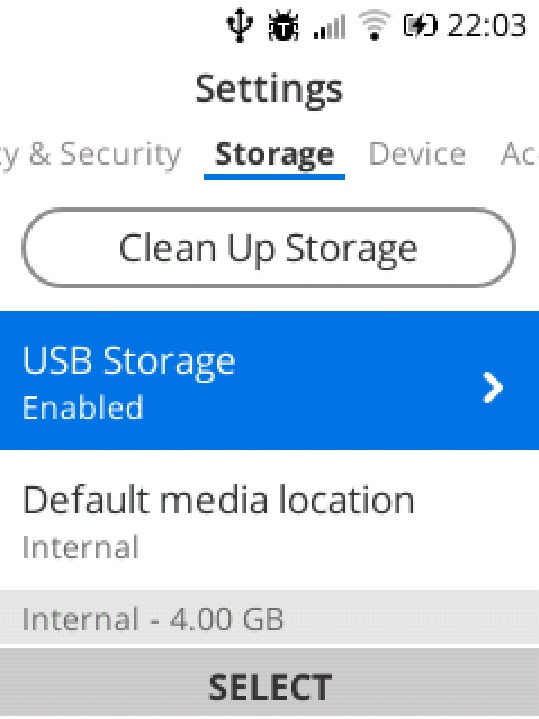 22:03
Settings
y & Security Storage Device Ac
Clean Up Storage
USB Storage
Enabled
Default media location
Internal
Internal - 4.00 GB
SELECT